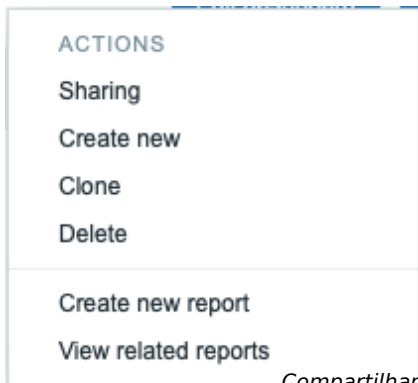 ACTIONS
Sharing
Create new
Clone
Delete
Create new report
View related reports
Compartilhar